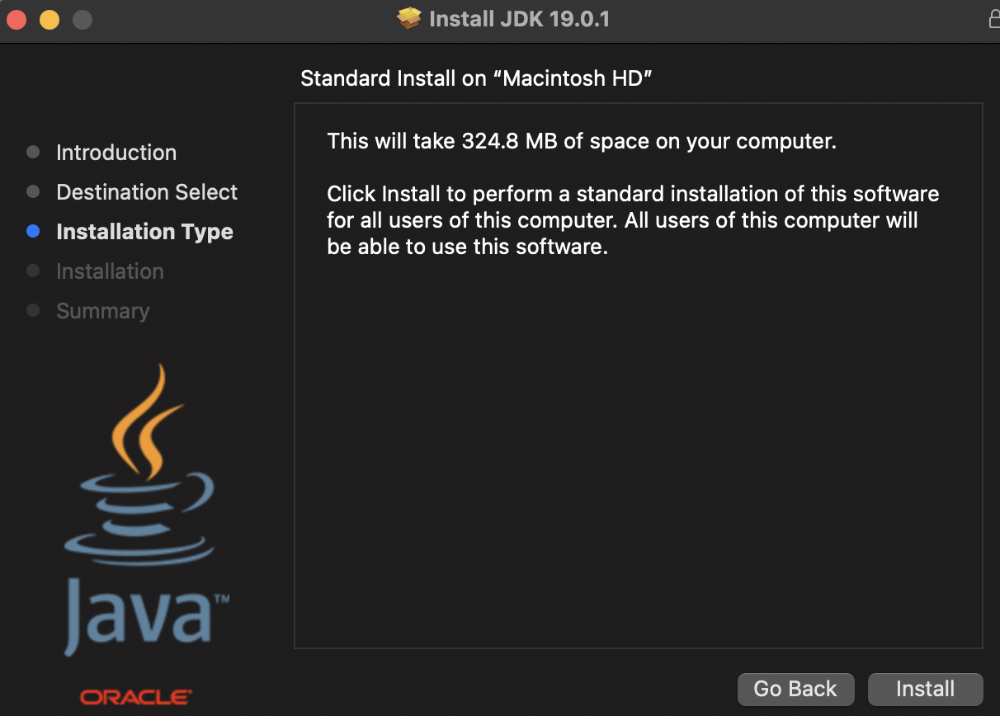 Install JDK 19.0.1
Standard Install on “Macintosh HD”
Introduction
Destination Select
Installation Type
Installation
Summary
This will take 324.8 MB of space on your computer.
Click Install to perform a standard installation of this software
for all users of this computer. All users of this computer will
be able to use this software.
Java™
ORACLE®
Go Back
Install